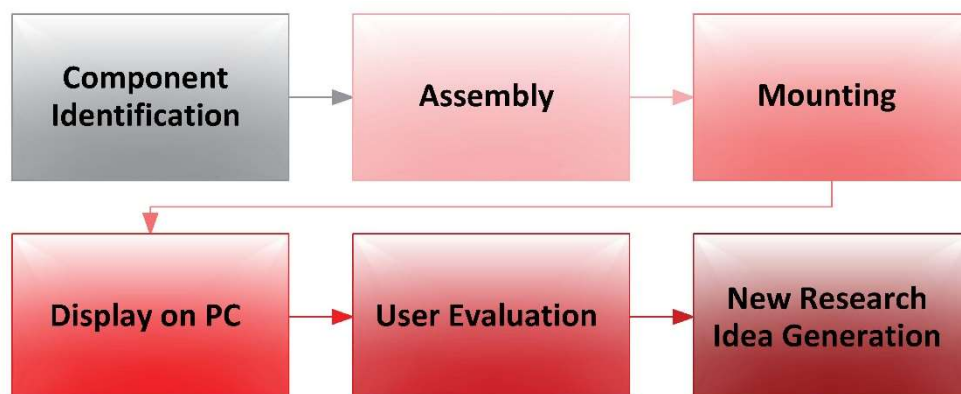 Component
Identification
Assembly
Mounting
Display on PC
User Evaluation
New Research
Idea Generation